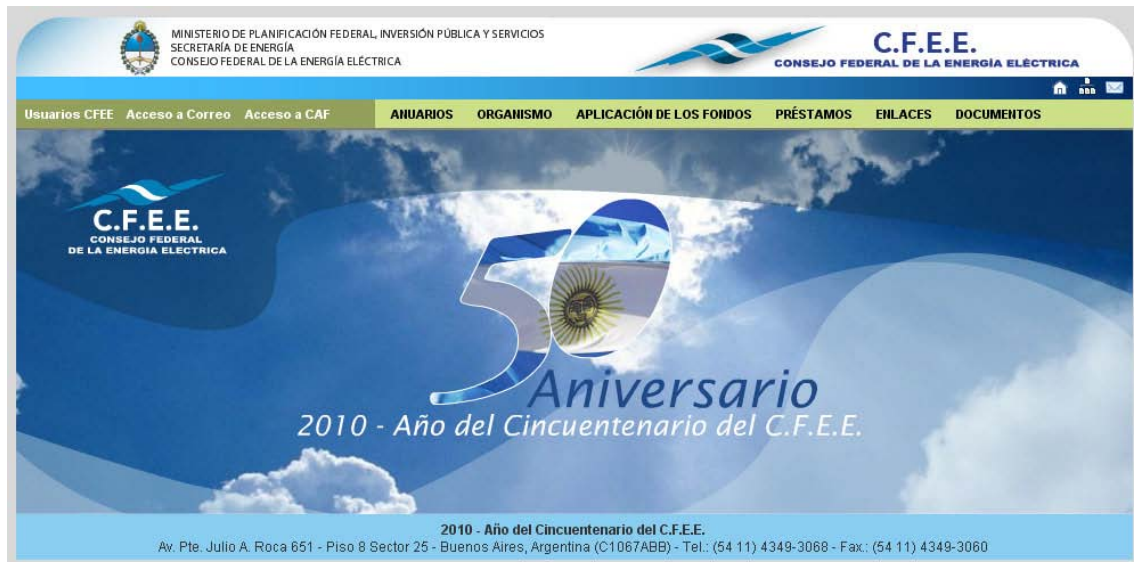 MINISTERIO DE PLANIFICACIÓN FEDERAL, INVERSIÓN PÚBLICA Y SERVICIOS
SECRETARÍA DE ENERGÍA
CONSEJO FEDERAL DE LA ENERGÍA ELÉCTRICA
C.F.E.E.
CONSEJO FEDERAL DE LA ENERGÍA ELÉCTRICA
Usuarios CFEE Acceso a Correo Acceso a CAF ANUARIOS ORGANISMO APLICACIÓN DE LOS FONDOS PRÉSTAMOS ENLACES DOCUMENTOS
C.F.E.E.
CONSEJO FEDERAL
DE LA ENERGIA ELECTRICA
50
Aniversario
2010 - Año del Cincuentenario del C.F.E.E.
2010 - Año del Cincuentenario del C.F.E.E.
Av. Pte. Julio A. Roca 651 - Piso 8 Sector 25 - Buenos Aires, Argentina (C1067ABB) - Tel.: (54 11) 4349-3068 - Fax.: (54 11) 4349-3060